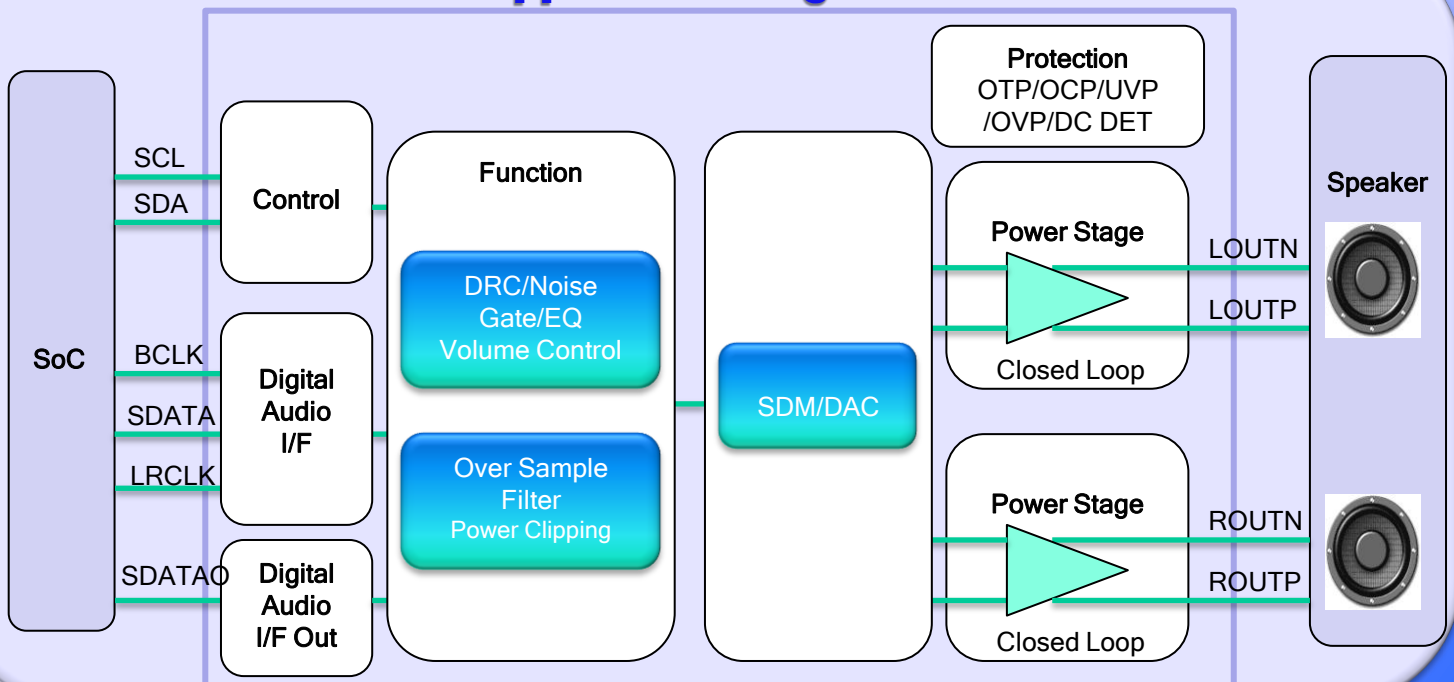 Protection
OTP/OCP/UVP
/OVP/DC DET
SoC
SCL
SDA
BCLK
SDATA
LRCLK
SDATAO
Control
Digital
Audio
I/F
Digital
Audio
I/F Out
Function
DRC/Noise
Gate/EQ
Volume Control
Over Sample
Filter
Power Clipping
SDM/DAC
Power Stage
Closed Loop
Power Stage
Closed Loop
LOUTN
LOUTP
ROUTN
ROUTP
Speaker